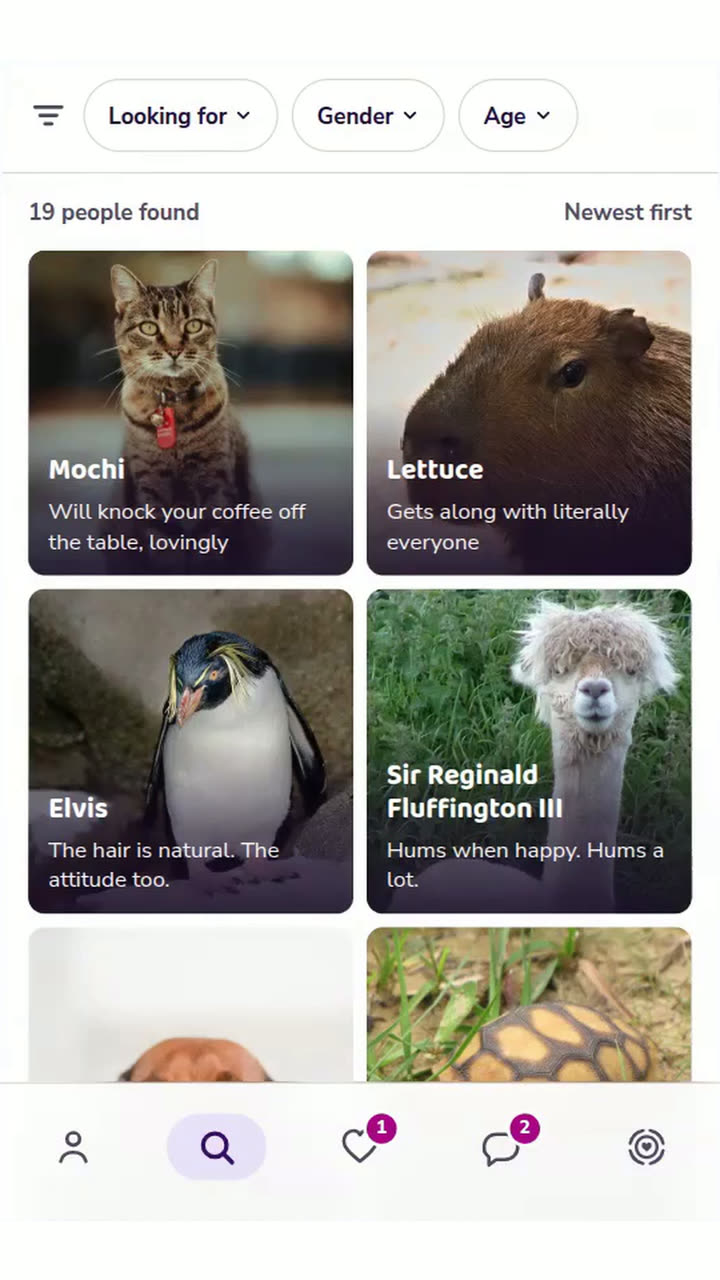 Looking for
Gender
Age
19 people found
Newest first
Mochi
Will knock your coffee off
the table, lovingly
Lettuce
Gets along with literally
everyone
Elvis
The hair is natural. The
attitude too.
Sir Reginald
Fluffington III
Hums when happy. Hums a
lot.
1
2